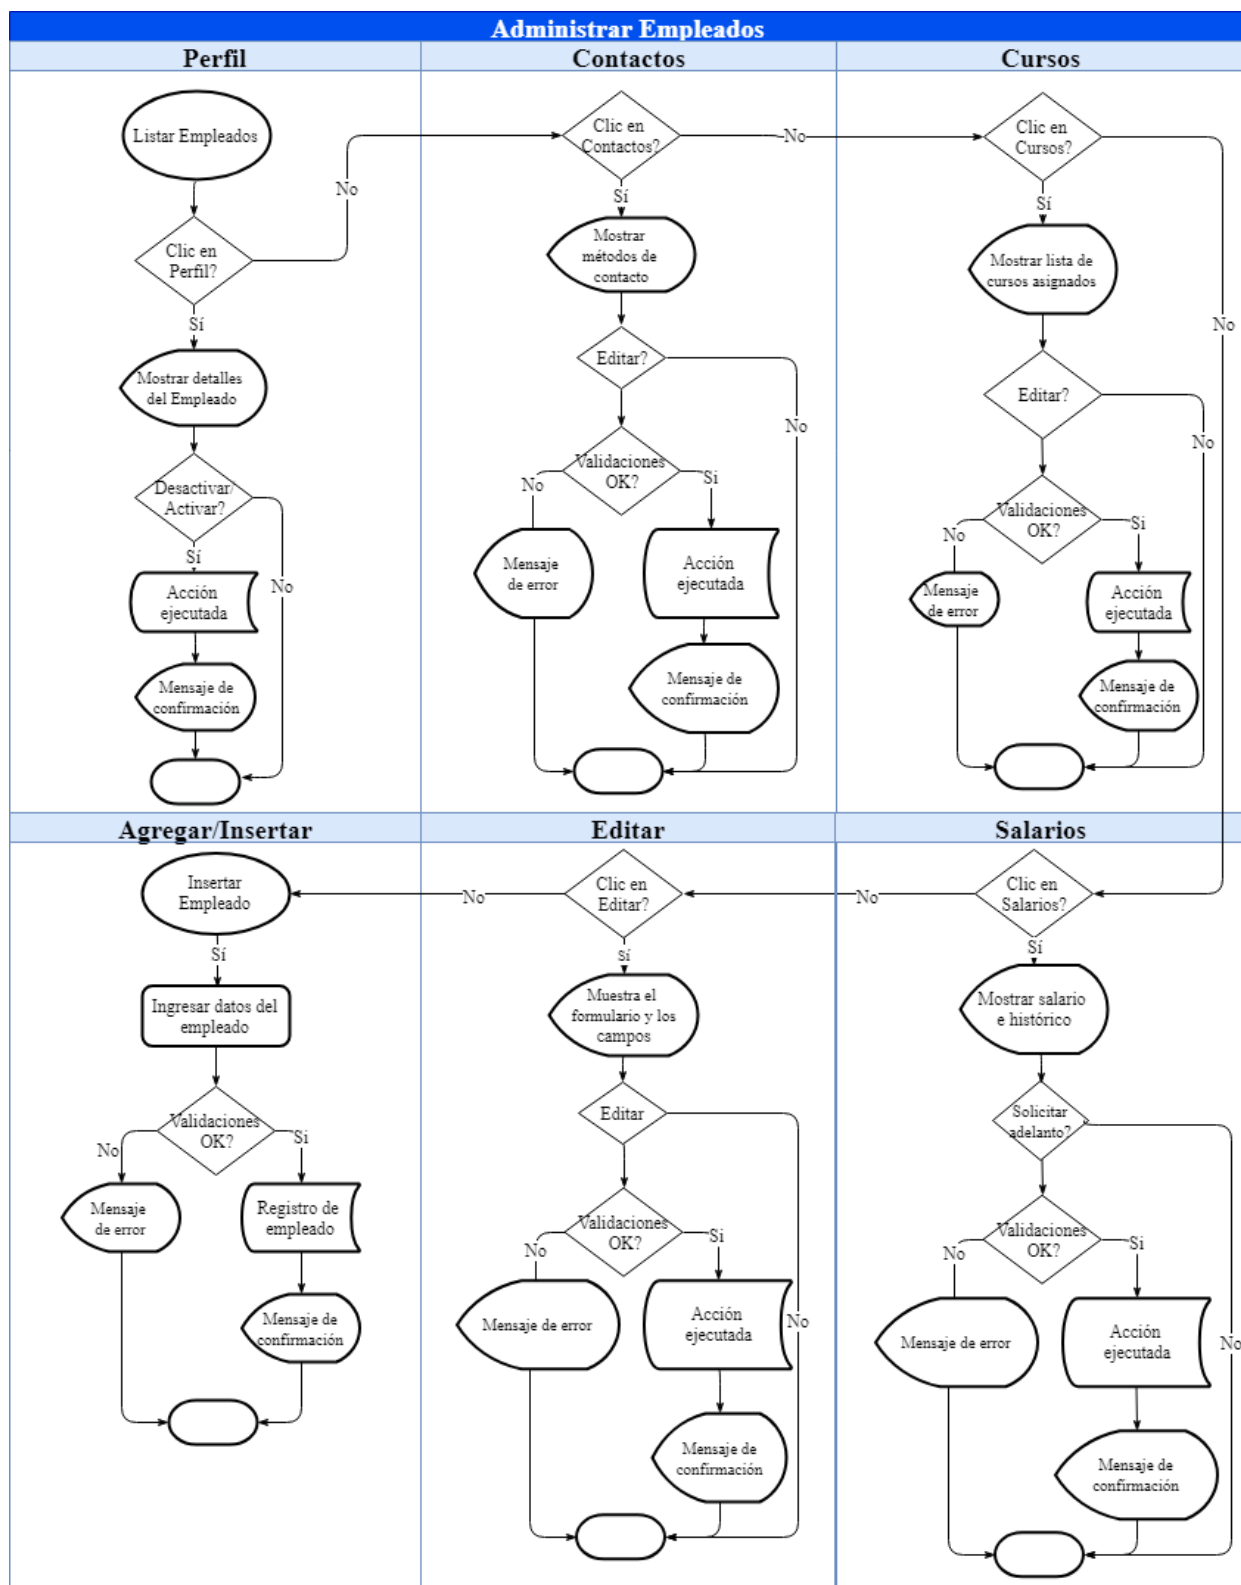 Administrar Empleados
Perfil
Contactos
Cursos
Listar Empleados
Clic en
Perfil?
No
Sí
Mostrar detalles
del Empleado
Desactivar/
Activar?
Sí
No
Acción
ejecutada
Mensaje de
confirmación
Clic en
Contactos?
No
Sí
Mostrar
métodos de
contacto
Editar?
No
Validaciones
OK?
No
Si
Mensaje
de error
Acción
ejecutada
Mensaje de
confirmación
Clic en
Cursos?
Sí
No
Mostrar lista de
cursos asignados
Editar?
No
Validaciones
OK?
No
Si
Mensaje
de error
Acción
ejecutada
Mensaje de
confirmación
Agregar/Insertar
Editar
Salarios
Insertar
Empleado
Sí
Ingresar datos del
empleado
Validaciones
OK?
No
Si
Mensaje
de error
Registro de
empleado
Mensaje de
confirmación
Clic en
Editar?
No
Sí
Muestra el
formulario y los
campos
Editar
Validaciones
OK?
No
Si
Mensaje de error
Acción
ejecutada
No
Mensaje de
confirmación
Clic en
Salarios?
No
Sí
Mostrar salario
e histórico
Solicitar
adelanto?
Validaciones
OK?
No
Si
Mensaje de error
Acción
ejecutada
No
Mensaje de
confirmación